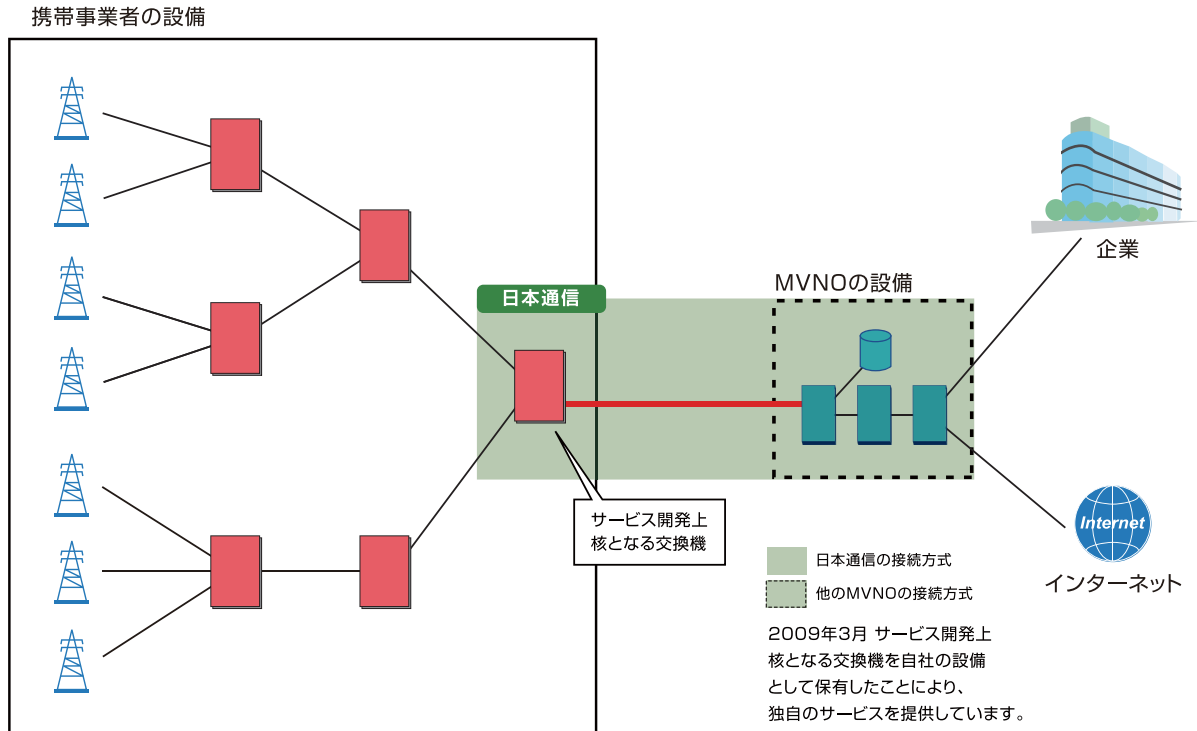 携帯事業者の設備
企業
MVNOの設備
日本通信
サービス開発上
核となる交換機
Internet
インターネット
日本通信の接続方式
他のMVNOの接続方式
2009年3月 サービス開発上
核となる交換機を自社の設備
として保有したことにより、
独自のサービスを提供しています。